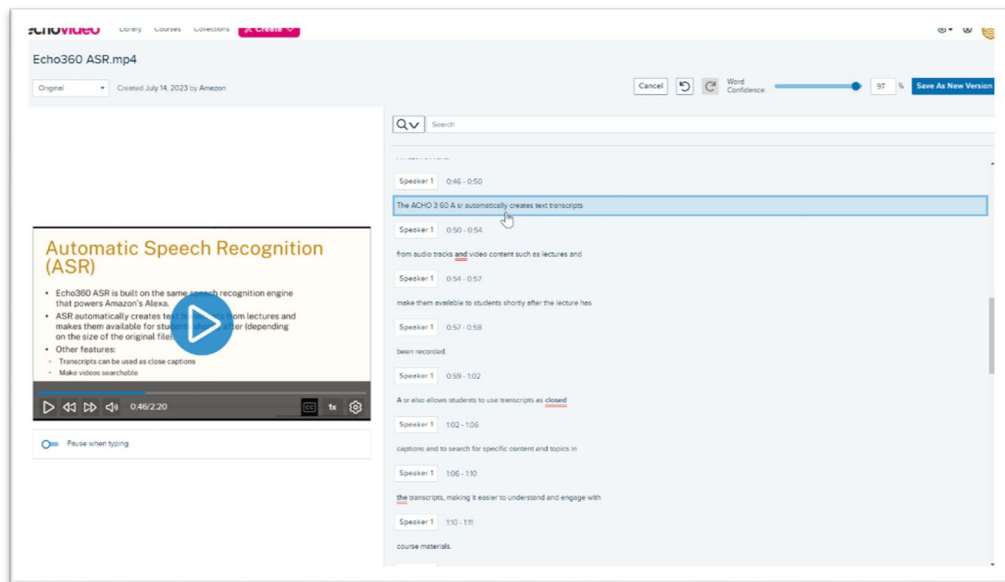 echoVideo Library Courses Collections Create
Echo360 ASR.mp4
Original Created July 14, 2023 by Amazon
Cancel Word Confidence: 97 % Save As New Version
Search
Speaker 1 0:46 - 0:50
The ACHO 3 60 A sr automatically creates text transcripts
Speaker 1 0:50 - 0:54
from audio tracks and video content such as lectures and
Speaker 1 0:54 - 0:57
make them available to students shortly after the lecture has
Speaker 1 0:57 - 0:58
been recorded.
Speaker 1 0:59 - 1:02
A sr also allows students to use transcripts as closed
Speaker 1 1:02 - 1:06
captions and to search for specific content and topics in
Speaker 1 1:06 - 1:10
the transcripts, making it easier to understand and engage with
Speaker 1 1:10 - 1:11
course materials.
Automatic Speech Recognition
(ASR)
• Echo360 ASR is built on the same speech recognition engine
that powers Amazon's Alexa.
• ASR automatically creates text from lectures and
makes them available for students after (depending
on the size of the original file).
• Other features:
• Transcripts can be used as close captions
• Make videos searchable
0:46/2:20 CC 1x
Pause when typing